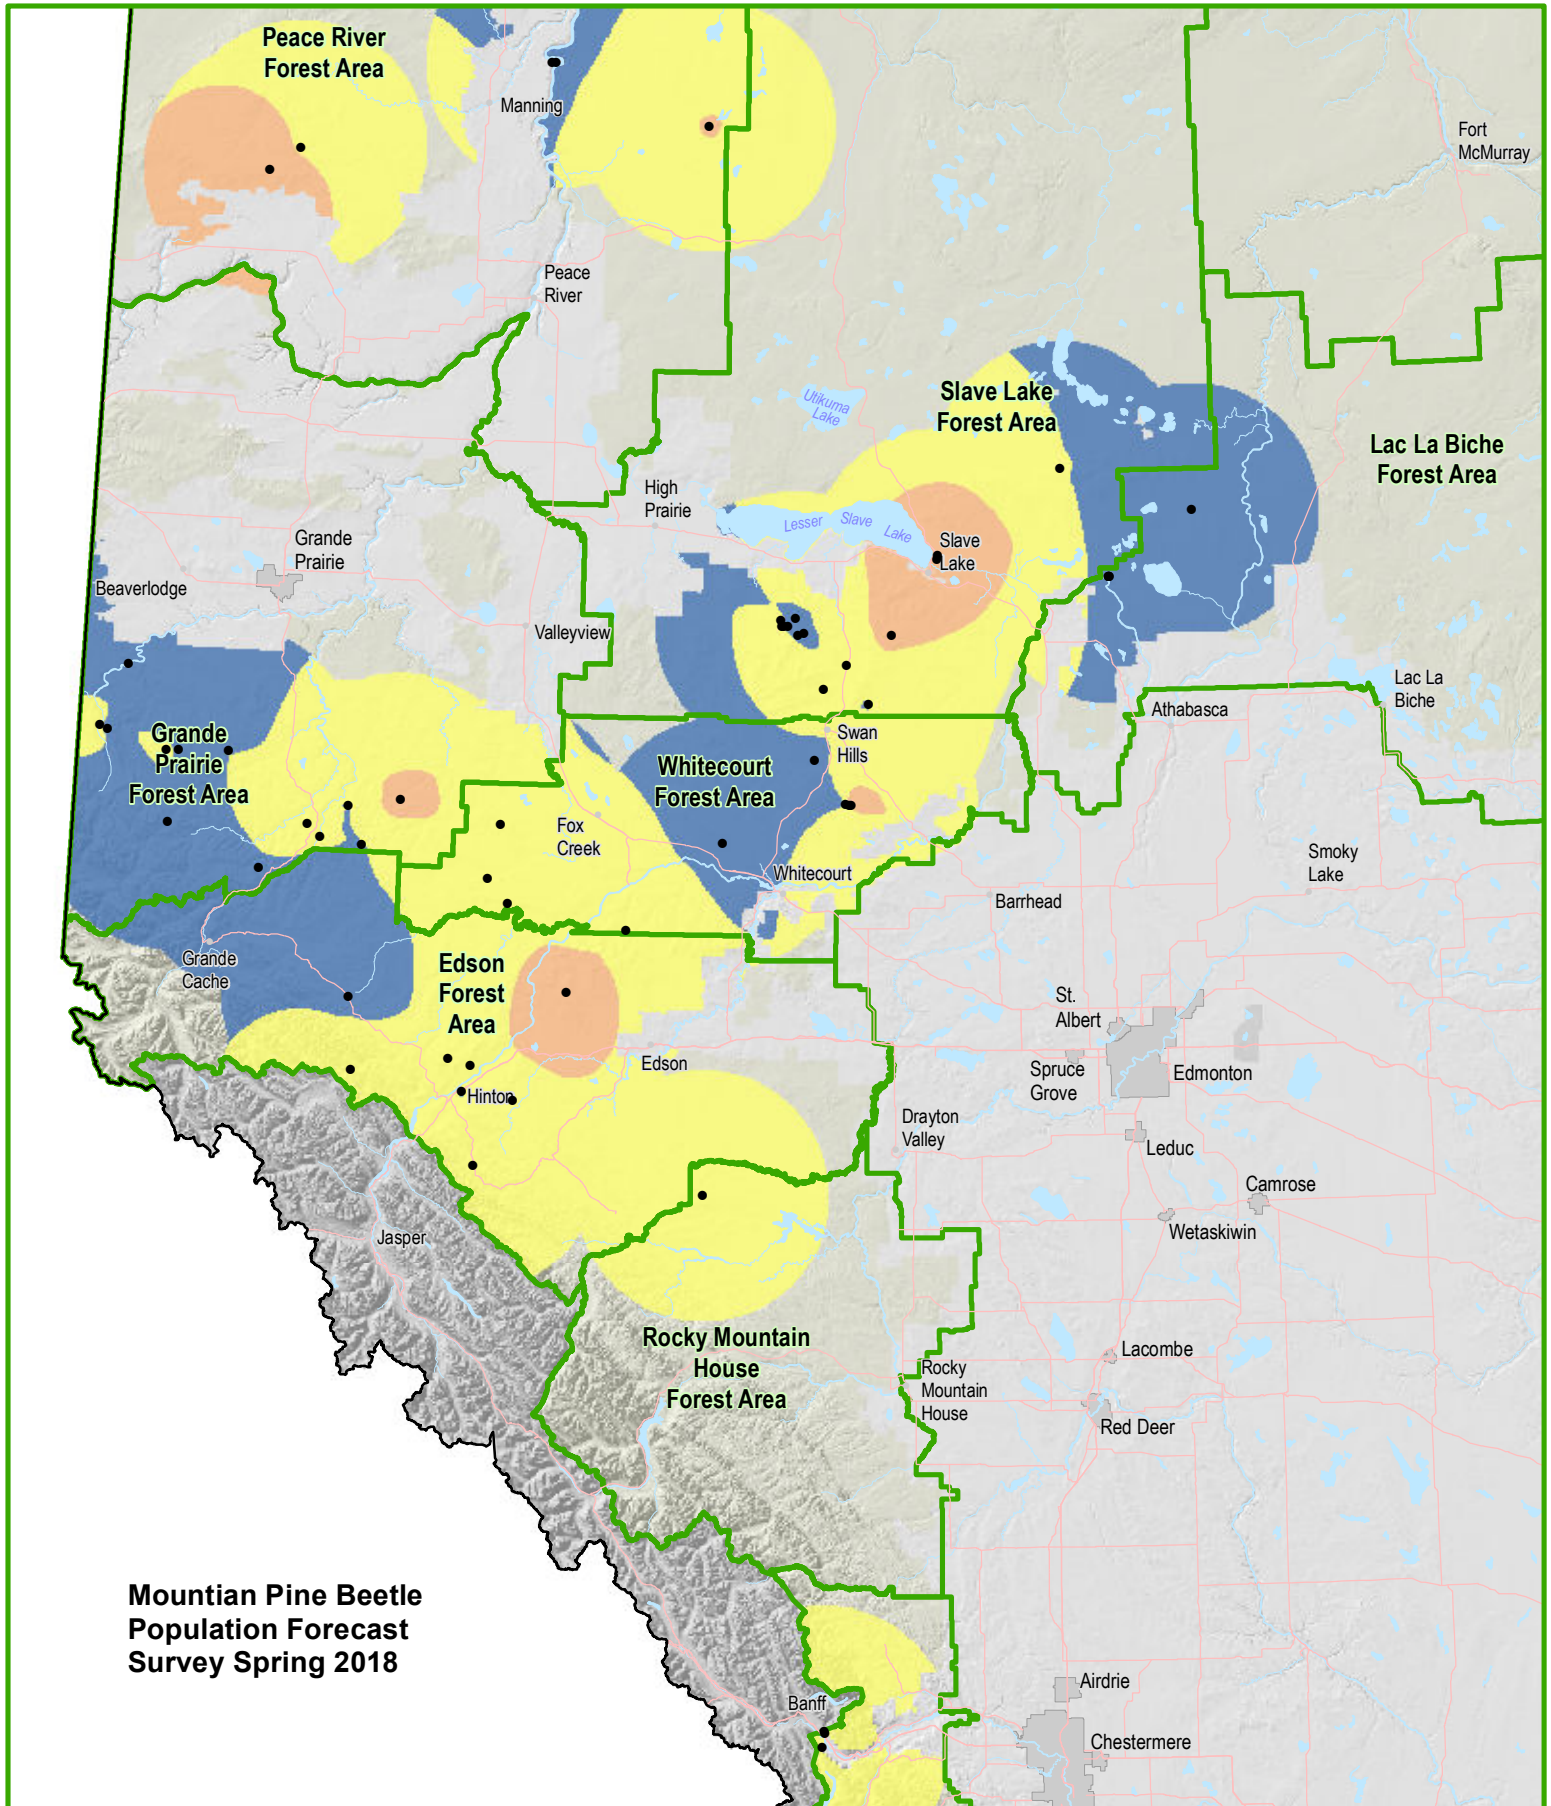 Peace River
Forest Area
Manning
Fort
McMurray
Peace
River
Utikuma
Lake
Slave Lake
Forest Area
Lac La Biche
Forest Area
High
Prairie
Lesser Slave Lake
Slave
Lake
Grande
Prairie
Beaverlodge
Valleyview
Lac La
Biche
Athabasca
Grande
Prairie
Forest Area
Swan
Hills
Whitecourt
Forest Area
Fox
Creek
Whitecourt
Smoky
Lake
Barrhead
Grande
Cache
Edson
Forest
Area
St.
Albert
Edson
Spruce
Grove
Edmonton
Hinton
Drayton
Valley
Leduc
Camrose
Wetaskiwin
Jasper
Rocky Mountain
House
Forest Area
Lacombe
Rocky
Mountain
House
Red Deer
Mountian Pine Beetle
Population Forecast
Survey Spring 2018
Airdrie
Banff
Chestermere